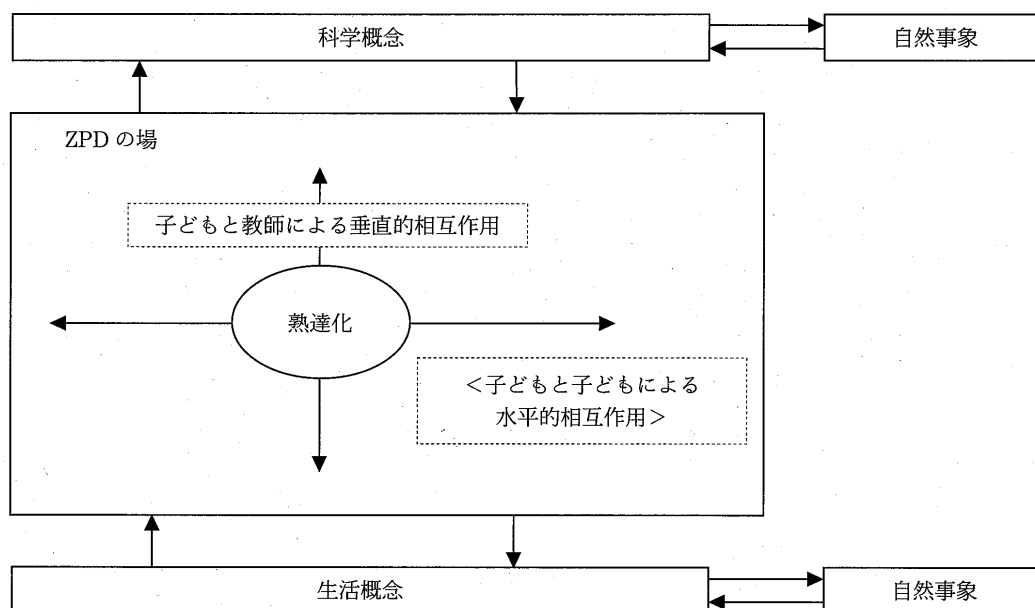 科学概念
自然事象
ZPD の場
子どもと教師による垂直的相互作用
熟達化
<子どもと子どもによる
水平的相互作用>
生活概念
自然事象